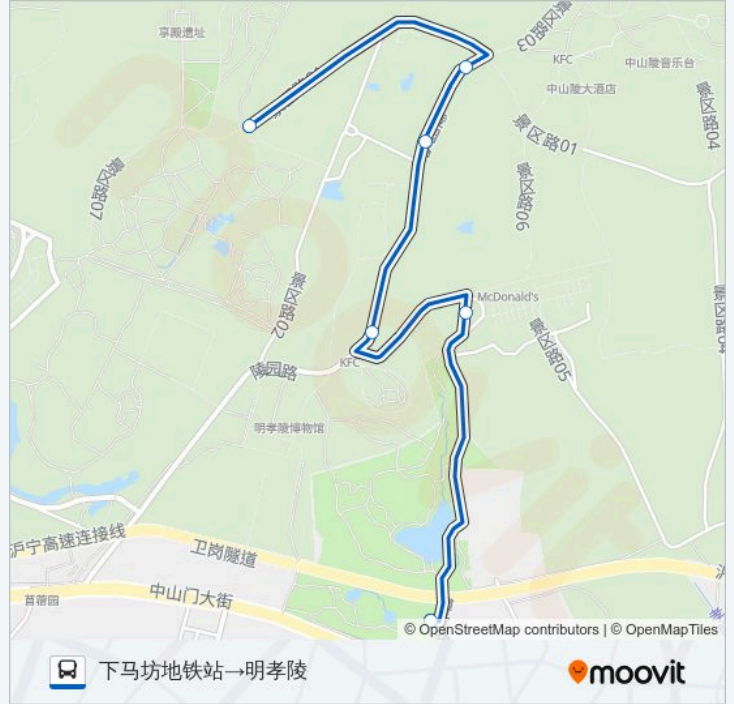 享殿遗址
景区路03
KFC
中山陵音乐台
中山陵大酒店
景区路04
景区路01
景区路07
景区路06
McDonald's
景区路02
景区路05
KFC
陵园路
明孝陵博物馆
沪宁高速连接线
卫岗隧道
中山门大街
苜蓿园
© OpenStreetMap contributors | © OpenMapTiles
下马坊地铁站→明孝陵
moovit